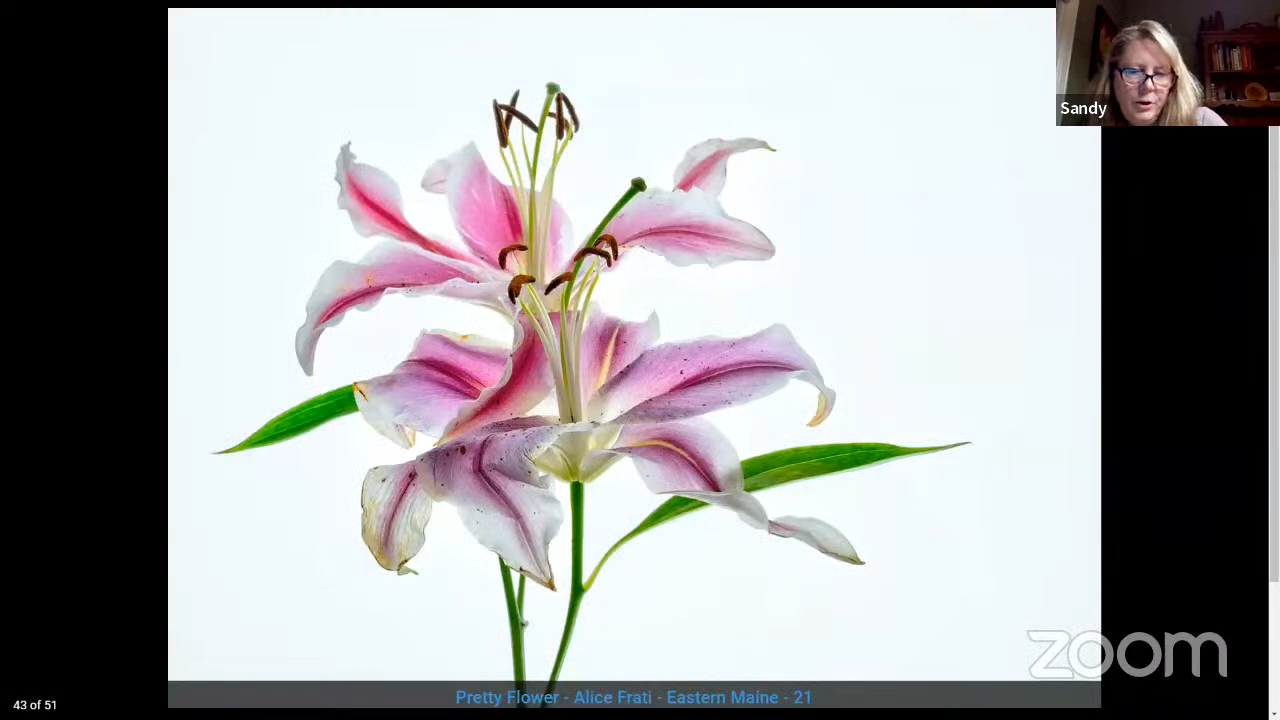 Sandy
zoom
Pretty Flower - Alice Frati - Eastern Maine - 21
43 of 51